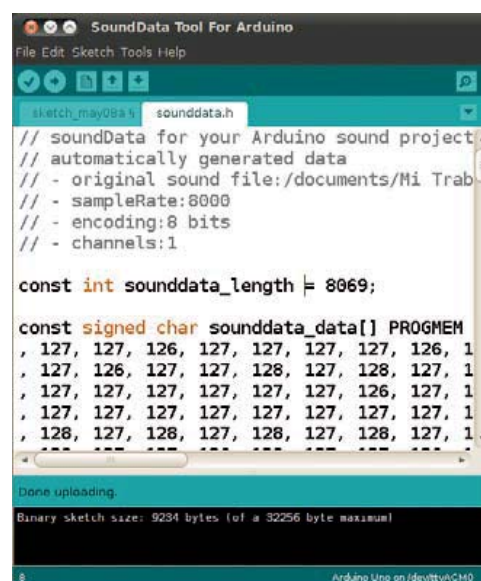 SoundData Tool For Arduino
File Edit Sketch Tools Help
sketch_may08a § sounddata.h
// soundData for your Arduino sound project
// automatically generated data
// - original sound file:/documents/Mi Trab
// - sampleRate:8000
// - encoding:8 bits
// - channels:1
const int sounddata_length = 8069;
const signed char sounddata_data[] PROGMEM
, 127, 127, 126, 127, 127, 127, 127, 126, 1
, 127, 126, 127, 127, 128, 127, 128, 127, 1
, 127, 127, 127, 127, 127, 127, 126, 127, 1
, 127, 127, 127, 127, 127, 127, 127, 127, 1
, 128, 127, 128, 127, 128, 127, 128, 127, 1
Done uploading.
Binary sketch size: 9234 bytes (of a 32256 byte maximum)
8 Arduino Uno on /dev/ttyACM0